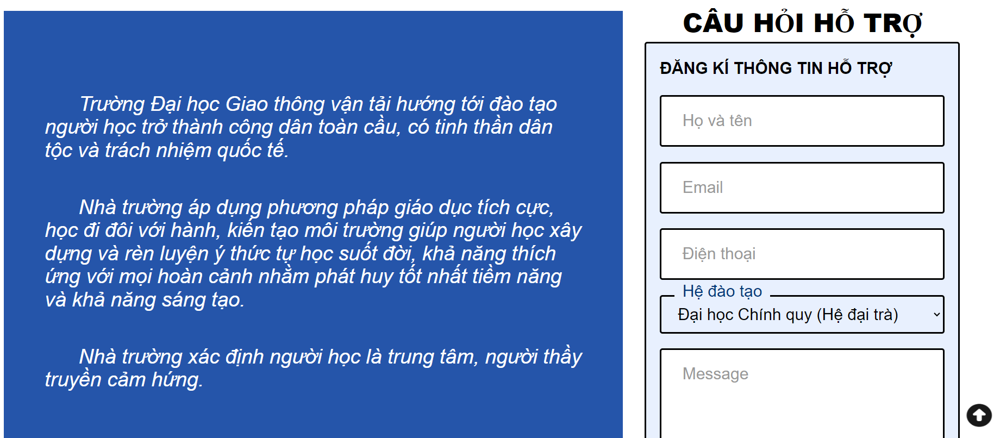 Trường Đại học Giao thông vận tải hướng tới đào tạo
người học trở thành công dân toàn cầu, có tinh thần dân
tộc và trách nhiệm quốc tế.
Nhà trường áp dụng phương pháp giáo dục tích cực,
học đi đôi với hành, kiến tạo môi trường giúp người học xây
dựng và rèn luyện ý thức tự học suốt đời, khả năng thích
ứng với mọi hoàn cảnh nhằm phát huy tốt nhất tiềm năng
và khả năng sáng tạo.
Nhà trường xác định người học là trung tâm, người thầy
truyền cảm hứng.
CÂU HỎI HỖ TRỢ
ĐĂNG KÍ THÔNG TIN HỖ TRỢ
Họ và tên
Email
Điện thoại
Hệ đào tạo
Đại học Chính quy (Hệ đại trà)
Message